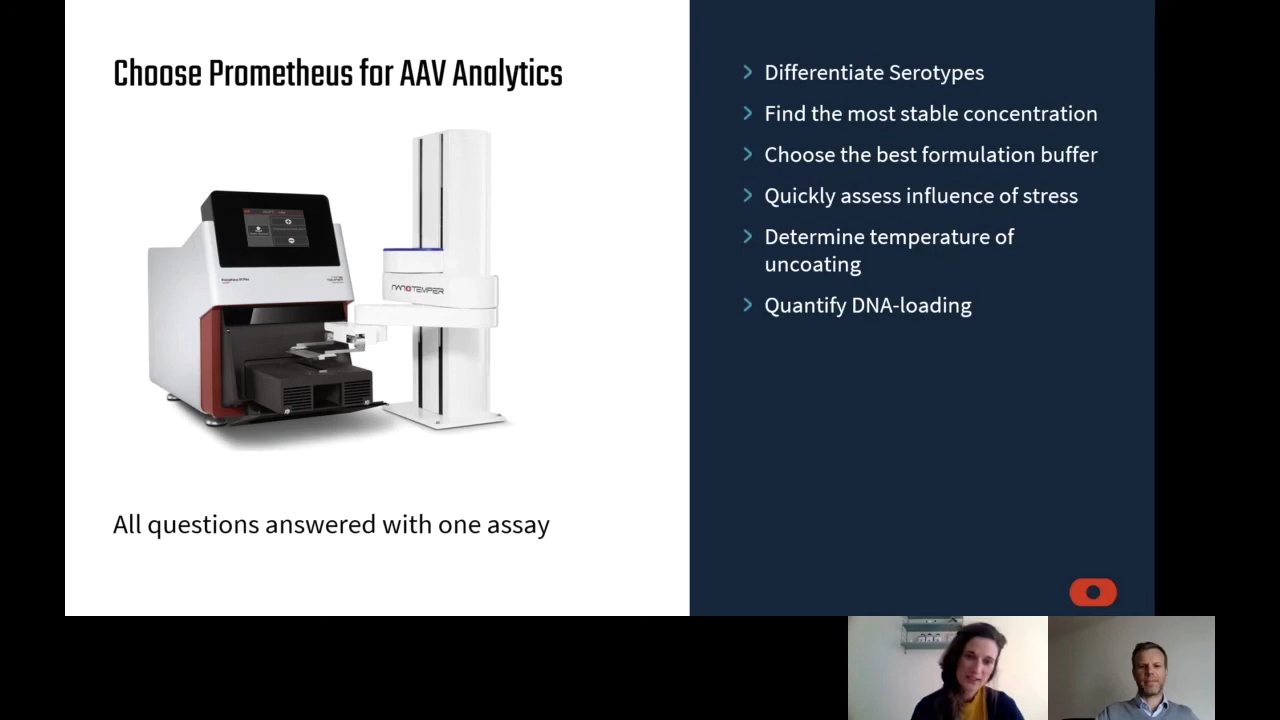 Choose Prometheus for AAV Analytics
NANOTEMPER
All questions answered with one assay
Differentiate Serotypes
Find the most stable concentration
Choose the best formulation buffer
Quickly assess influence of stress
Determine temperature of
uncoating
Quantify DNA-loading